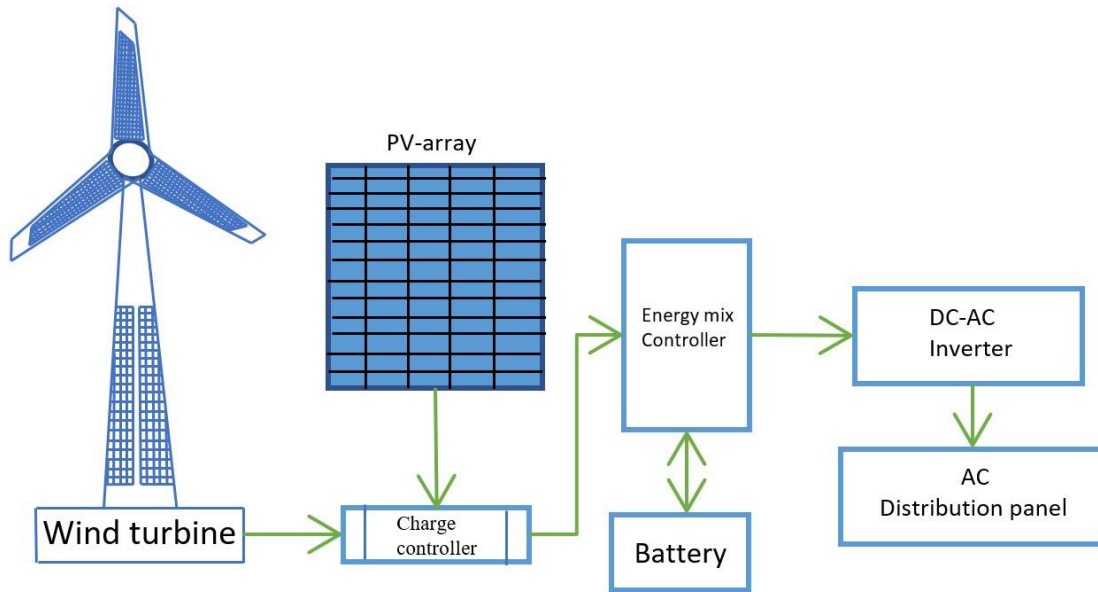 PV-array
Energy mix
Controller
DC-AC
Inverter
AC
Distribution panel
Wind turbine
Charge
controller
Battery